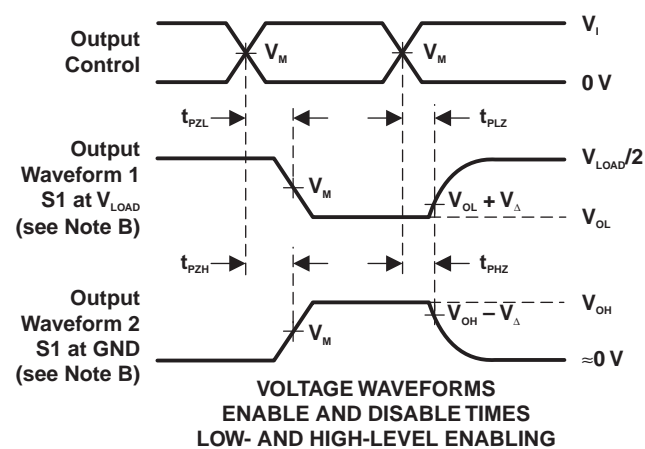 Output
Control
V_M
V_M
V_I
0 V
t_PZL
t_PLZ
Output
Waveform 1
S1 at V_LOAD
(see Note B)
V_M
V_OL + V_Δ
V_LOAD/2
V_OL
t_PZH
t_PHZ
Output
Waveform 2
S1 at GND
(see Note B)
V_M
V_OH – V_Δ
V_OH
≈0 V
VOLTAGE WAVEFORMS
ENABLE AND DISABLE TIMES
LOW- AND HIGH-LEVEL ENABLING